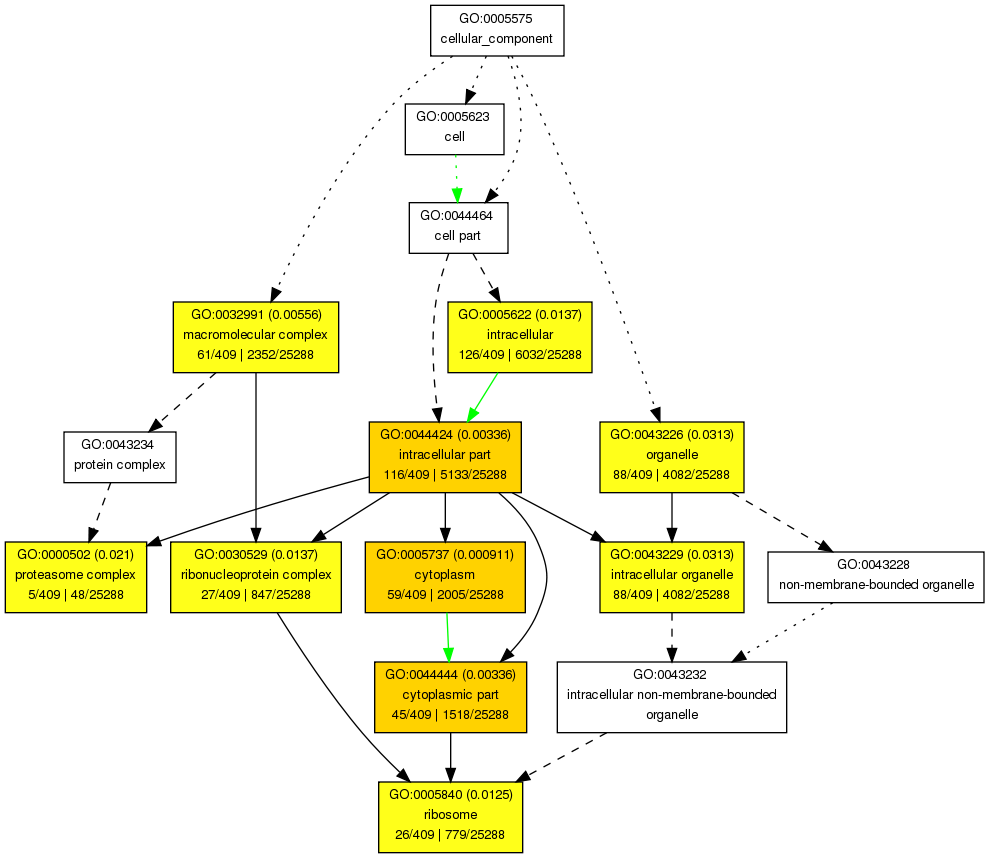 GO:0005575
cellular_component
GO:0005623
cell
GO:0044464
cell part
GO:0032991 (0.00556)
macromolecular complex
61/409 | 2352/25288
GO:0005622 (0.0137)
intracellular
126/409 | 6032/25288
GO:0043234
protein complex
GO:0044424 (0.00336)
intracellular part
116/409 | 5133/25288
GO:0043226 (0.0313)
organelle
88/409 | 4082/25288
GO:0000502 (0.021)
proteasome complex
5/409 | 48/25288
GO:0030529 (0.0137)
ribonucleoprotein complex
27/409 | 847/25288
GO:0005737 (0.000911)
cytoplasm
59/409 | 2005/25288
GO:0043229 (0.0313)
intracellular organelle
88/409 | 4082/25288
GO:0043228
non-membrane-bounded organelle
GO:0044444 (0.00336)
cytoplasmic part
45/409 | 1518/25288
GO:0043232
intracellular non-membrane-bounded
organelle
GO:0005840 (0.0125)
ribosome
26/409 | 779/25288